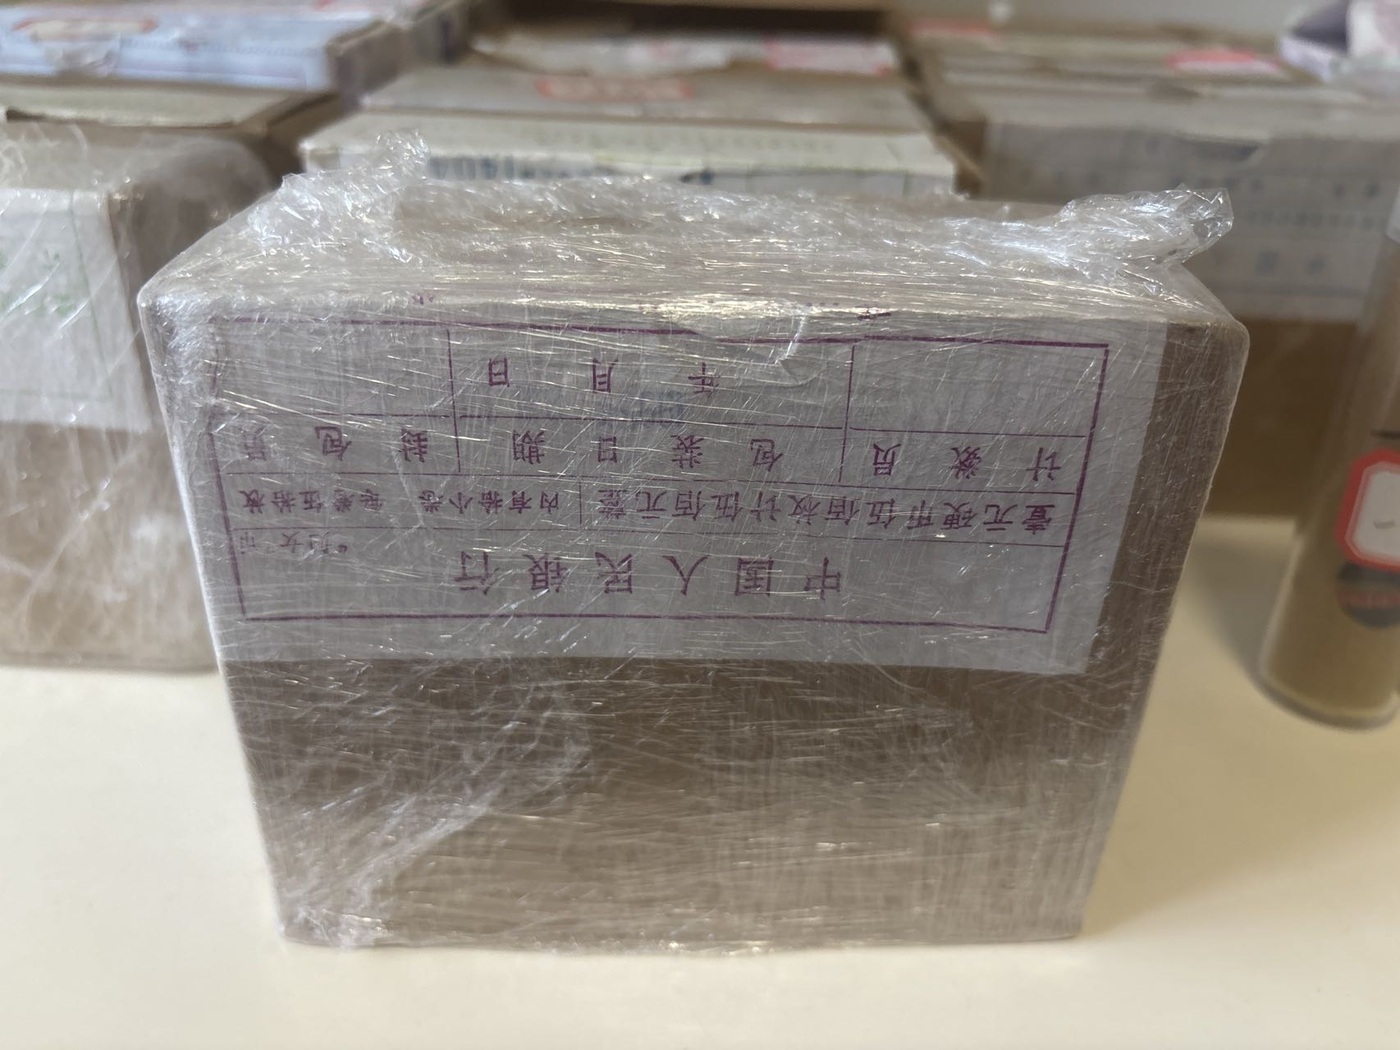 中国人民银行
壹元硬币伍佰枚计伍佰元整 内有拾小卷 每卷伍拾枚
计数员 包装日期 封包员
年 月 日